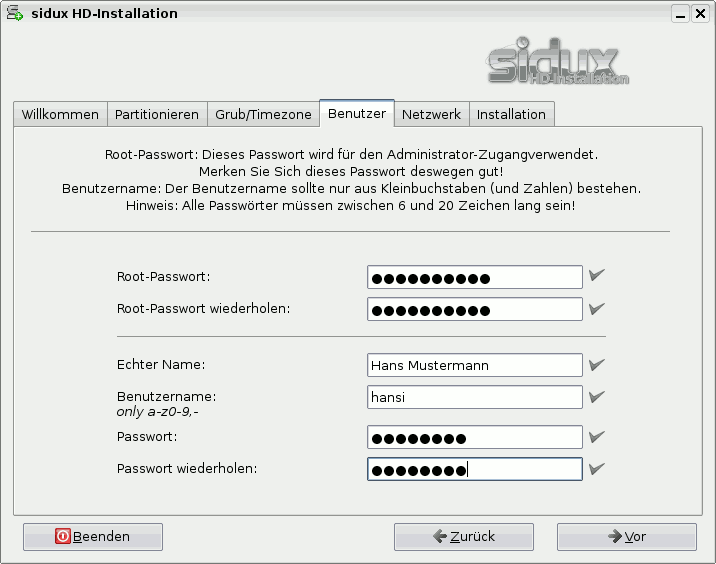 sidux HD-Installation
sidux
HD-Installation
Willkommen Partitionieren Grub/Timezone Benutzer Netzwerk Installation
Root-Passwort: Dieses Passwort wird für den Administrator-Zugangverwendet.
Merken Sie Sich dieses Passwort deswegen gut!
Benutzername: Der Benutzername sollte nur aus Kleinbuchstaben (und Zahlen) bestehen.
Hinweis: Alle Passwörter müssen zwischen 6 und 20 Zeichen lang sein!
Root-Passwort: ●●●●●●●●●●
Root-Passwort wiederholen: ●●●●●●●●●●
Echter Name: Hans Mustermann
Benutzername: hansi
only a-z0-9,-
Passwort: ●●●●●●●●
Passwort wiederholen: ●●●●●●●●
Beenden Zurück Vor